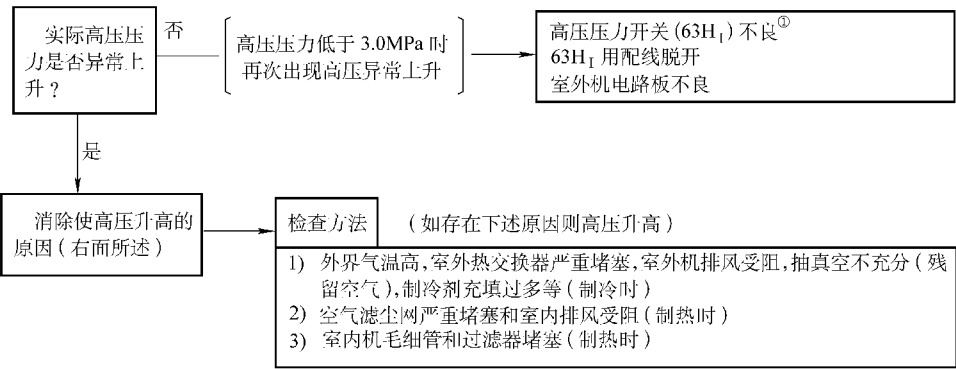 实际高压压
力是否异常上
升？
否
高压压力低于 3.0MPa 时
再次出现高压异常上升
高压压力开关(63H₁)不良①
63H₁ 用配线脱开
室外机电路板不良
是
消除使高压升高的
原因(右面所述)
检查方法
(如存在下述原因则高压升高)
1) 外界气温高,室外热交换器严重堵塞,室外机排风受阻,抽真空不充分(残
留空气),制冷剂充填过多等(制冷时)
2) 空气滤尘网严重堵塞和室内排风受阻(制热时)
3) 室内机毛细管和过滤器堵塞(制热时)